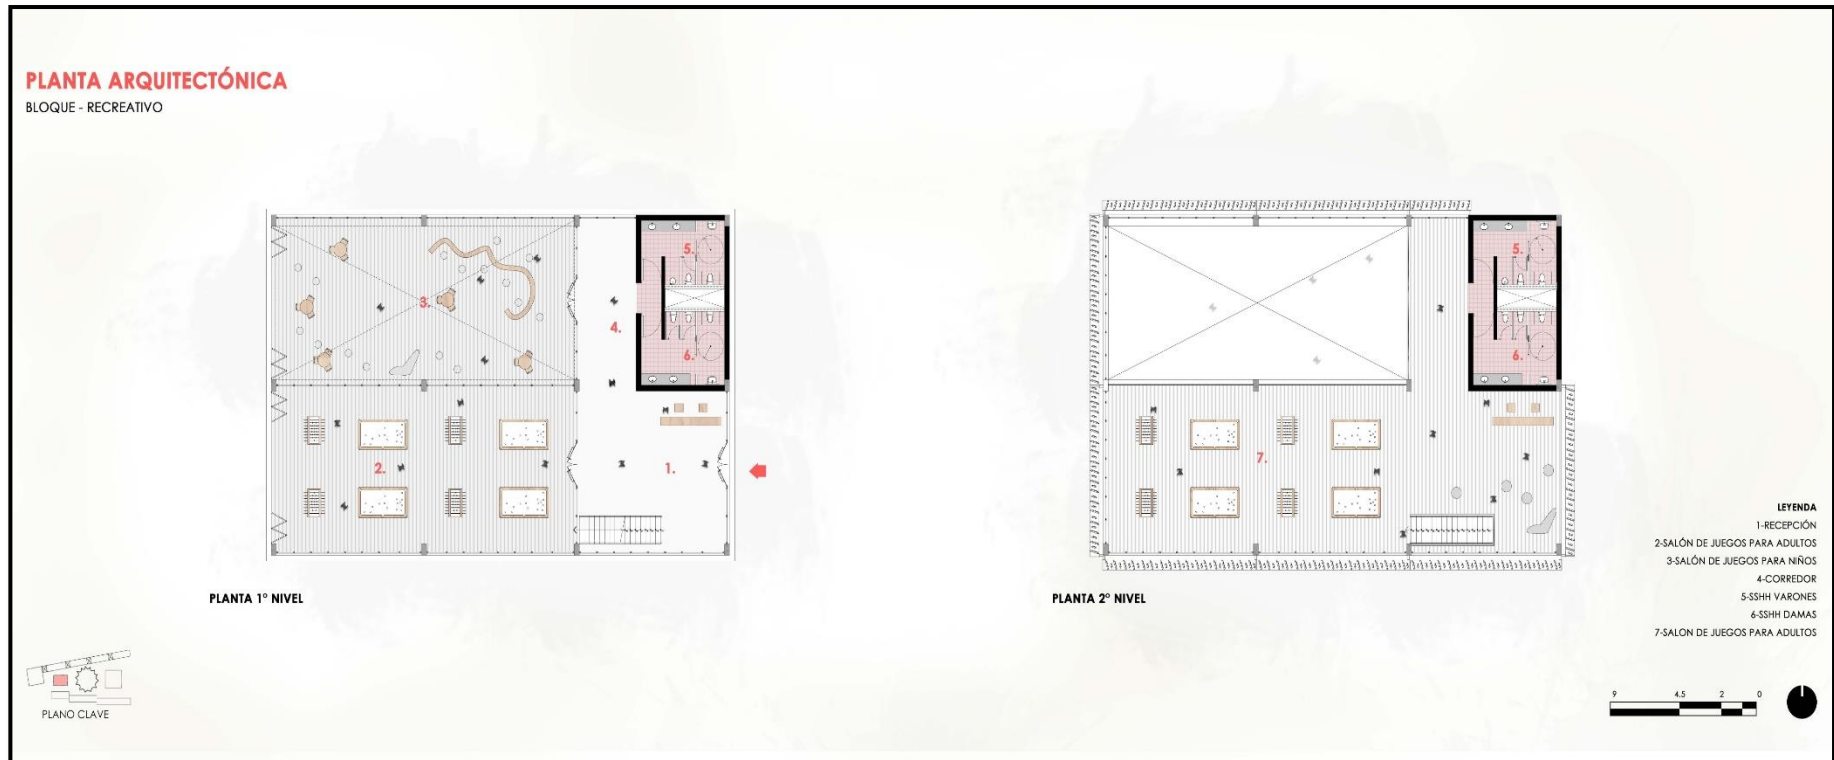 PLANTA ARQUITECTÓNICA
BLOQUE - RECREATIVO
5.
3.
4.
6.
2.
1.
PLANTA 1° NIVEL
5.
6.
7.
PLANTA 2° NIVEL
LEYENDA
1-RECEPCIÓN
2-SALÓN DE JUEGOS PARA ADULTOS
3-SALÓN DE JUEGOS PARA NIÑOS
4-CORREDOR
5-SSHH VARONES
6-SSHH DAMAS
7-SALON DE JUEGOS PARA ADULTOS
PLANO CLAVE
9 4.5 2 0